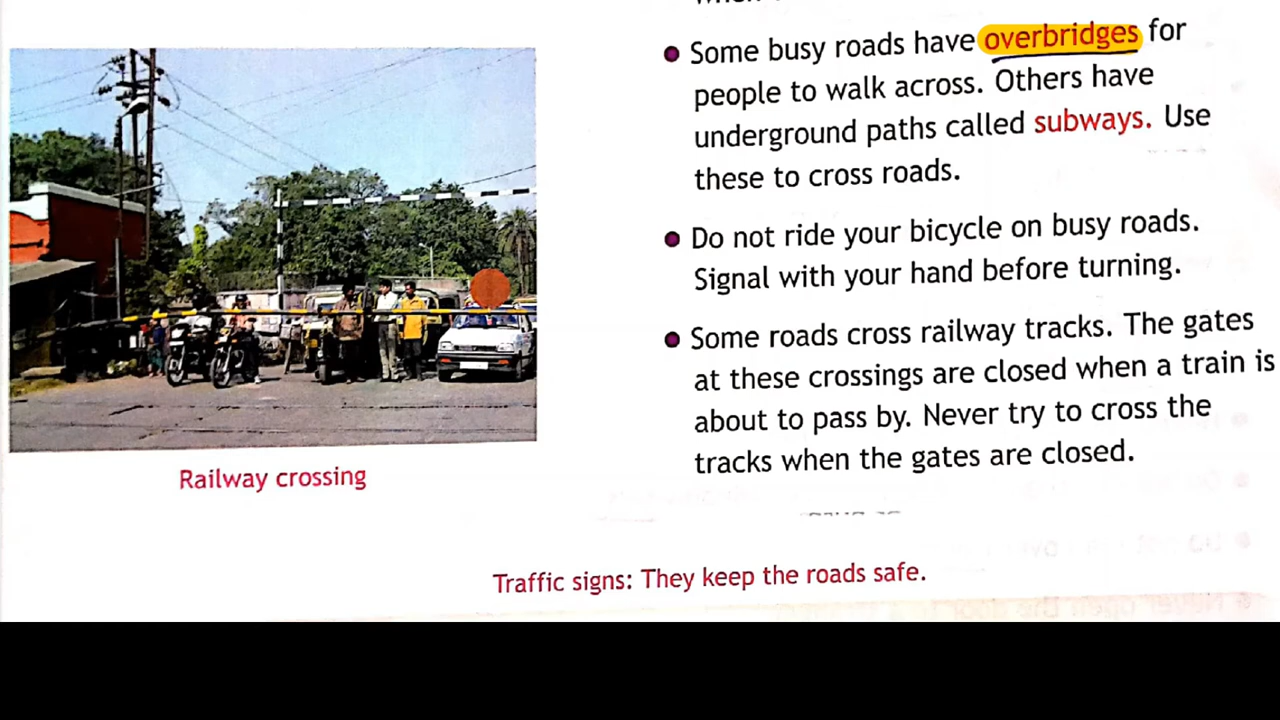 Some busy roads have overbridges for
people to walk across. Others have
underground paths called subways. Use
these to cross roads.
Do not ride your bicycle on busy roads.
Signal with your hand before turning.
Some roads cross railway tracks. The gates
at these crossings are closed when a train is
about to pass by. Never try to cross the
tracks when the gates are closed.
Railway crossing
Traffic signs: They keep the roads safe.